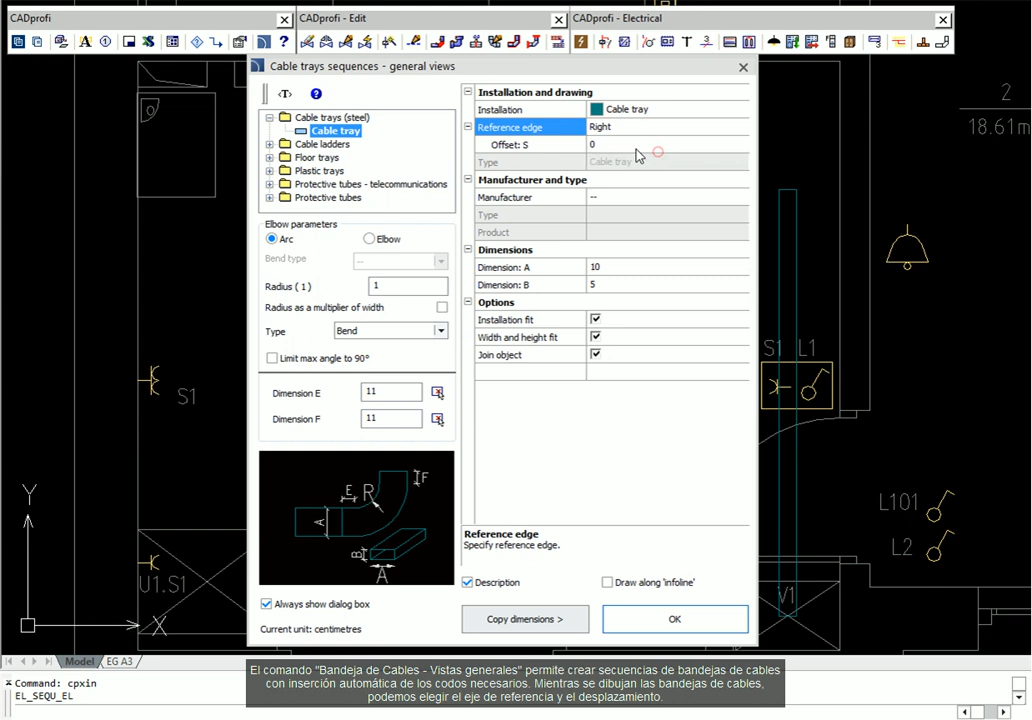 CADprofi
CADprofi - Edit
CADprofi - Electrical
Cable trays sequences - general views
<T>
Cable trays (steel)
Cable tray
Cable ladders
Floor trays
Plastic trays
Protective tubes - telecommunications
Protective tubes
Elbow parameters
Arc
Elbow
Bend type
--
Radius ( 1 )
1
Radius as a multiplier of width
Type
Bend
Limit max angle to 90°
Dimension E
11
Dimension F
11
E
R
F
A
B
A
Always show dialog box
Current unit: centimetres
Installation and drawing
Installation
Cable tray
Reference edge
Right
Offset: S
0
Type
Cable tray
Manufacturer and type
Manufacturer
--
Type
Product
Dimensions
Dimension: A
10
Dimension: B
5
Options
Installation fit
Width and height fit
Join object
Reference edge
Specify reference edge.
Description
Draw along 'infoline'
Copy dimensions >
OK
2
18.61m
S1
L1
S1
L101
L2
U1.S1
V1
Y
X
Model
EG A3
Command: cpxin
EL_SEQU_EL
El comando "Bandeja de Cables - Vistas generales" permite crear secuencias de bandejas de cables
con inserción automática de los codos necesarios. Mientras se dibujan las bandejas de cables,
podemos elegir el eje de referencia y el desplazamiento.